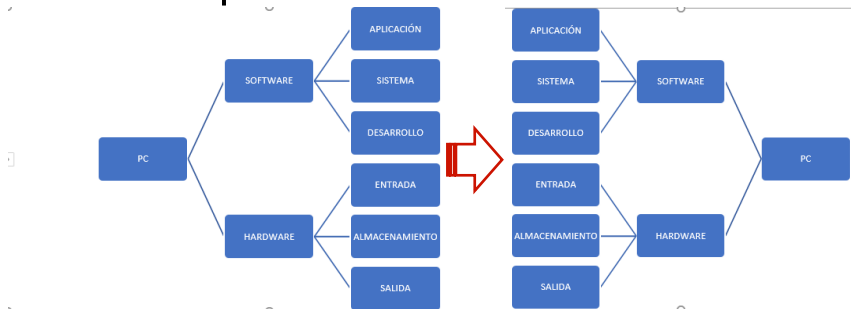 APLICACIÓN
SOFTWARE
SISTEMA
DESARROLLO
PC
ENTRADA
HARDWARE
ALMACENAMIENTO
SALIDA
APLICACIÓN
SISTEMA
SOFTWARE
DESARROLLO
PC
ENTRADA
ALMACENAMIENTO
HARDWARE
SALIDA